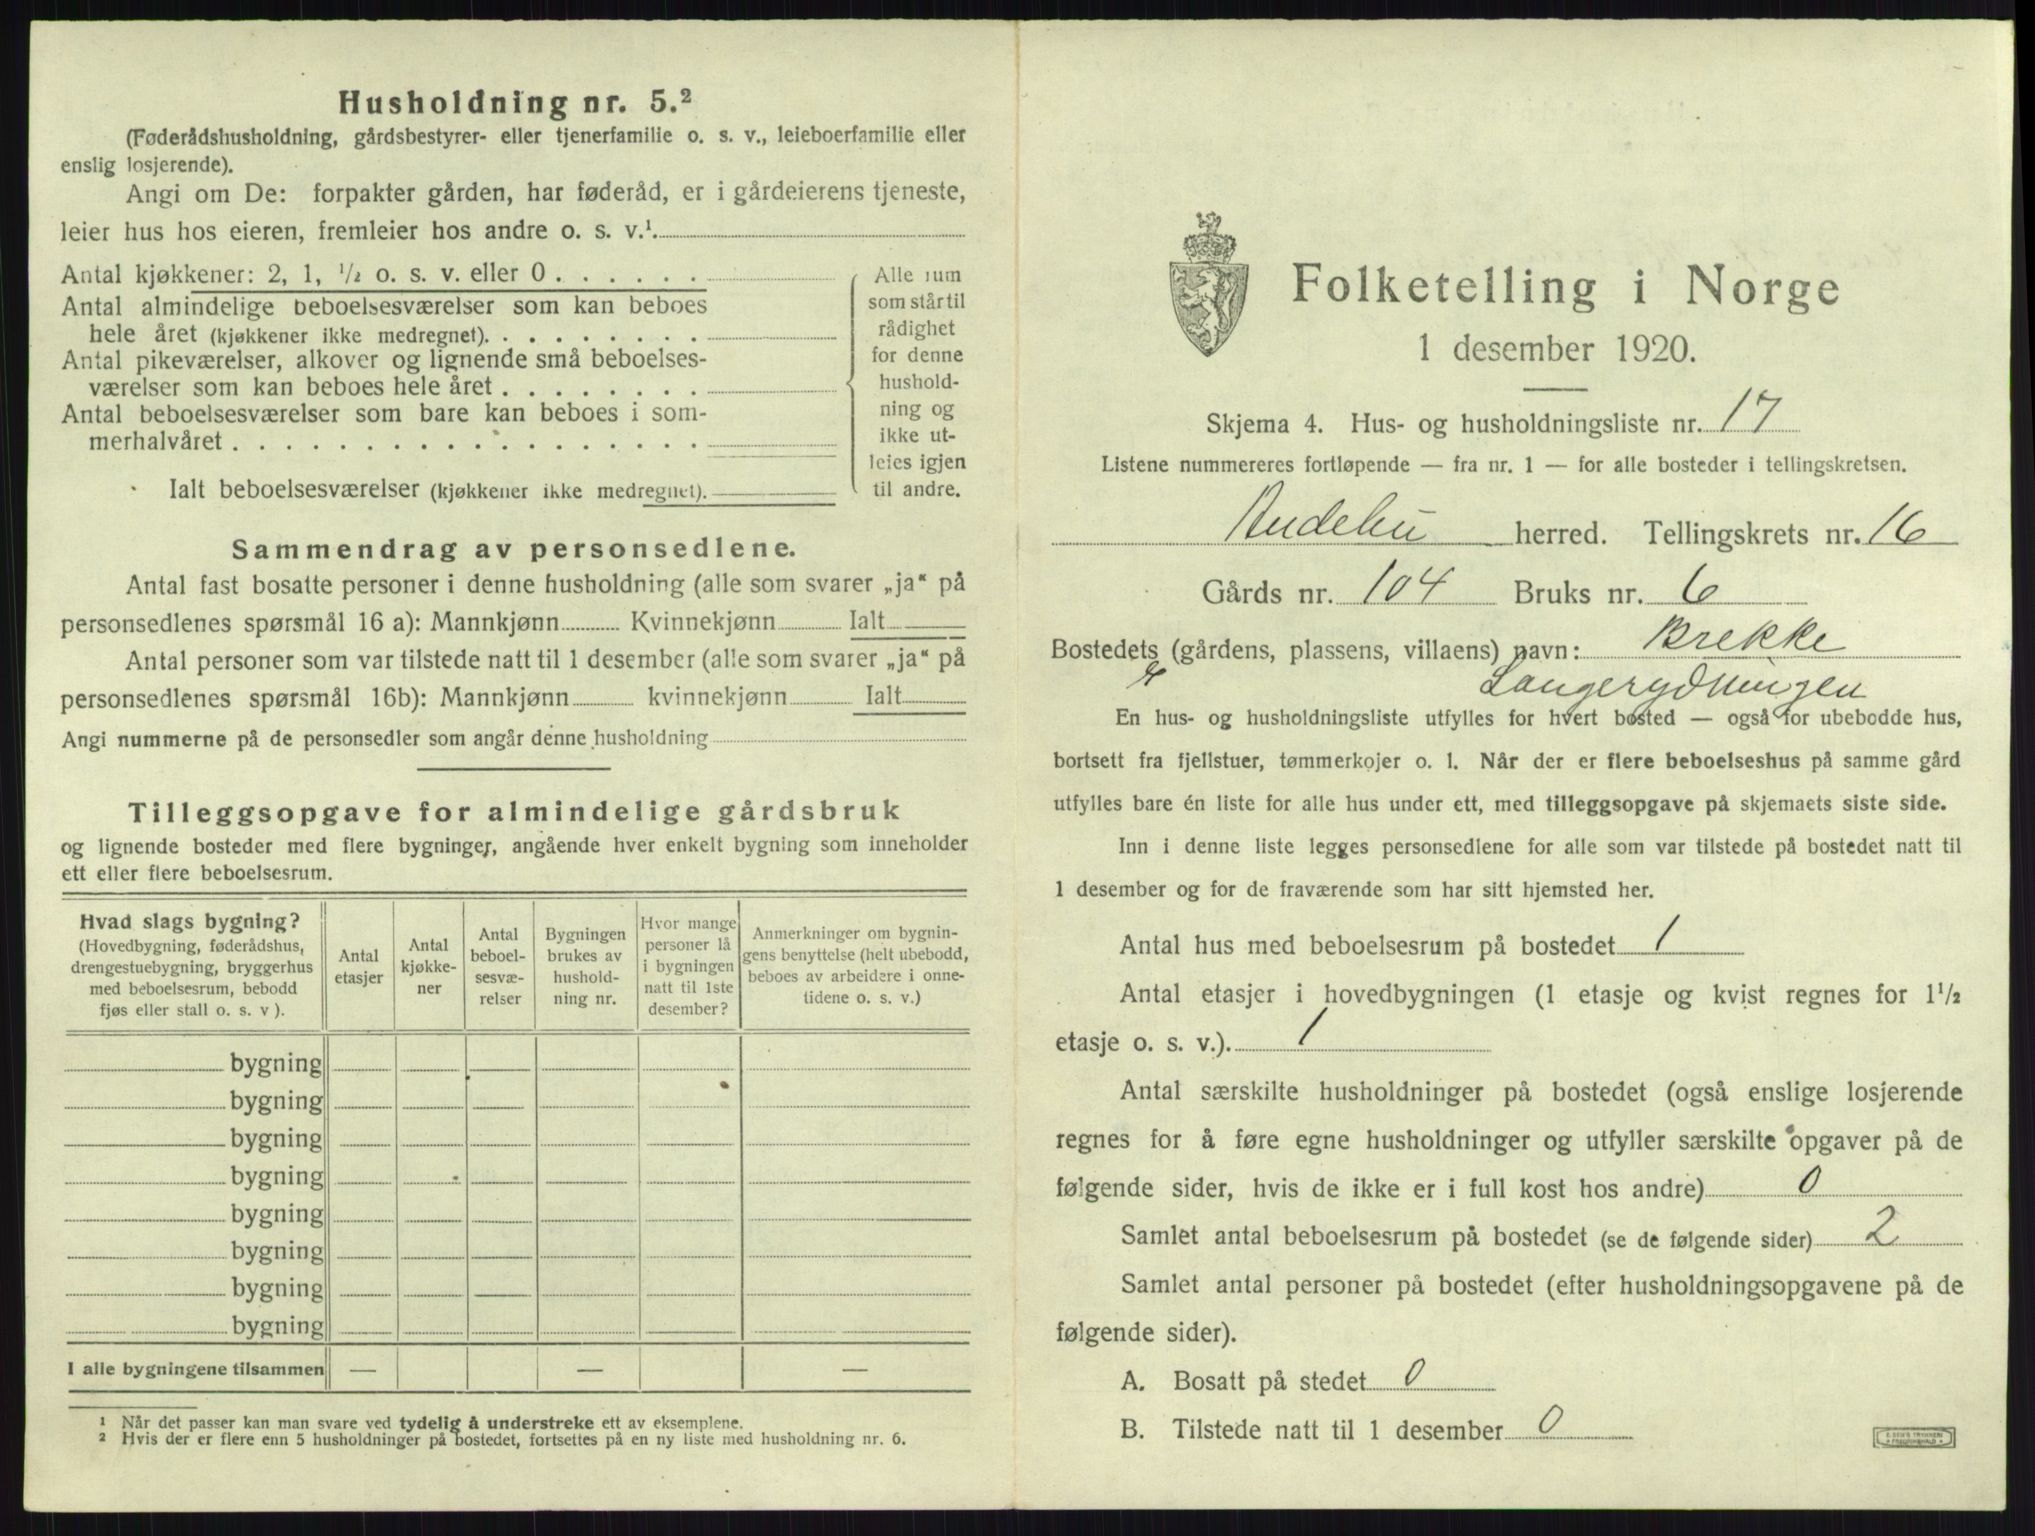 Husholdning nr. 5.²
(Føderådshusholdning, gårdsbestyrer- eller tjenerfamilie o. s. v., leieboerfamilie eller
enslig losjerende).
Angi om De: forpakter gården, har føderåd, er i gårdeierens tjeneste,
leier hus hos eieren, fremleier hos andre o. s. v.¹.
Antal kjøkkener: 2, 1, ½ o. s. v. eller 0 . . . . . .
Antal almindelige beboelsesværelser som kan beboes
hele året (kjøkkener ikke medregnet). . . . . . . . .
Antal pikeværelser, alkover og lignende små beboelses-
værelser som kan beboes hele året . . . . . . . .
Antal beboelsesværelser som bare kan beboes i som-
merhalvåret . . . . . . . . . . . . . . . . . .
Ialt beboelsesværelser (kjøkkener ikke medregnet).
Alle rum
som står til
rådighet
for denne
hushold-
ning og
ikke ut-
leies igjen
til andre.
Sammendrag av personsedlene.
Antal fast bosatte personer i denne husholdning (alle som svarer „ja“ på
personsedlenes spørsmål 16 a): Mannkjønn Kvinnekjønn Ialt
Antal personer som var tilstede natt til 1 desember (alle som svarer „ja“ på
personsedlenes spørsmål 16b): Mannkjønn kvinnekjønn Ialt
Angi nummerne på de personsedler som angår denne husholdning
Tilleggsopgave for almindelige gårdsbruk
og lignende bosteder med flere bygninger, angående hver enkelt bygning som inneholder
ett eller flere beboelsesrum.
Hvad slags bygning?
(Hovedbygning, føderådshus,
drengestuebygning, bryggerhus
med beboelsesrum, bebodd
fjøs eller stall o. s. v ).
Antal
etasjer
Antal
kjøkke-
ner
Antal
beboel-
sesvæ-
relser
Bygningen
brukes av
hushold-
ning nr.
Hvor mange
personer lå
i bygningen
natt til 1ste
desember?
Anmerkninger om bygnin-
gens benyttelse (helt ubebodd,
beboes av arbeidere i onne-
tidene o. s. v.)
bygning
bygning
bygning
bygning
bygning
bygning
bygning
bygning
I alle bygningene tilsammen — — —
¹ Når det passer kan man svare ved tydelig å understreke ett av eksemplene.
² Hvis der er flere enn 5 husholdninger på bostedet, fortsettes på en ny liste med husholdning nr. 6.
Folketelling i Norge
1 desember 1920.
Skjema 4. Hus- og husholdningsliste nr. 17
Listene nummereres fortløpende — fra nr. 1 — for alle bosteder i tellingskretsen.
Andebu herred. Tellingskrets nr. 16
Gårds nr. 104 Bruks nr. 6
Bostedets (gårdens, plassens, villaens) navn: Brekke
Langerydningen
En hus- og husholdningsliste utfylles for hvert bosted — også for ubebodde hus,
bortsett fra fjellstuer, tømmerkojer o. l. Når der er flere beboelseshus på samme gård
utfylles bare én liste for alle hus under ett, med tilleggsopgave på skjemaets siste side.
Inn i denne liste legges personsedlene for alle som var tilstede på bostedet natt til
1 desember og for de fraværende som har sitt hjemsted her.
Antal hus med beboelsesrum på bostedet 1
Antal etasjer i hovedbygningen (1 etasje og kvist regnes for 1½
etasje o. s. v.). 1
Antal særskilte husholdninger på bostedet (også enslige losjerende
regnes for å føre egne husholdninger og utfyller særskilte opgaver på de
følgende sider, hvis de ikke er i full kost hos andre) 0
Samlet antal beboelsesrum på bostedet (se de følgende sider) 2
Samlet antal personer på bostedet (efter husholdningsopgavene på de
følgende sider).
A. Bosatt på stedet 0
B. Tilstede natt til 1 desember 0